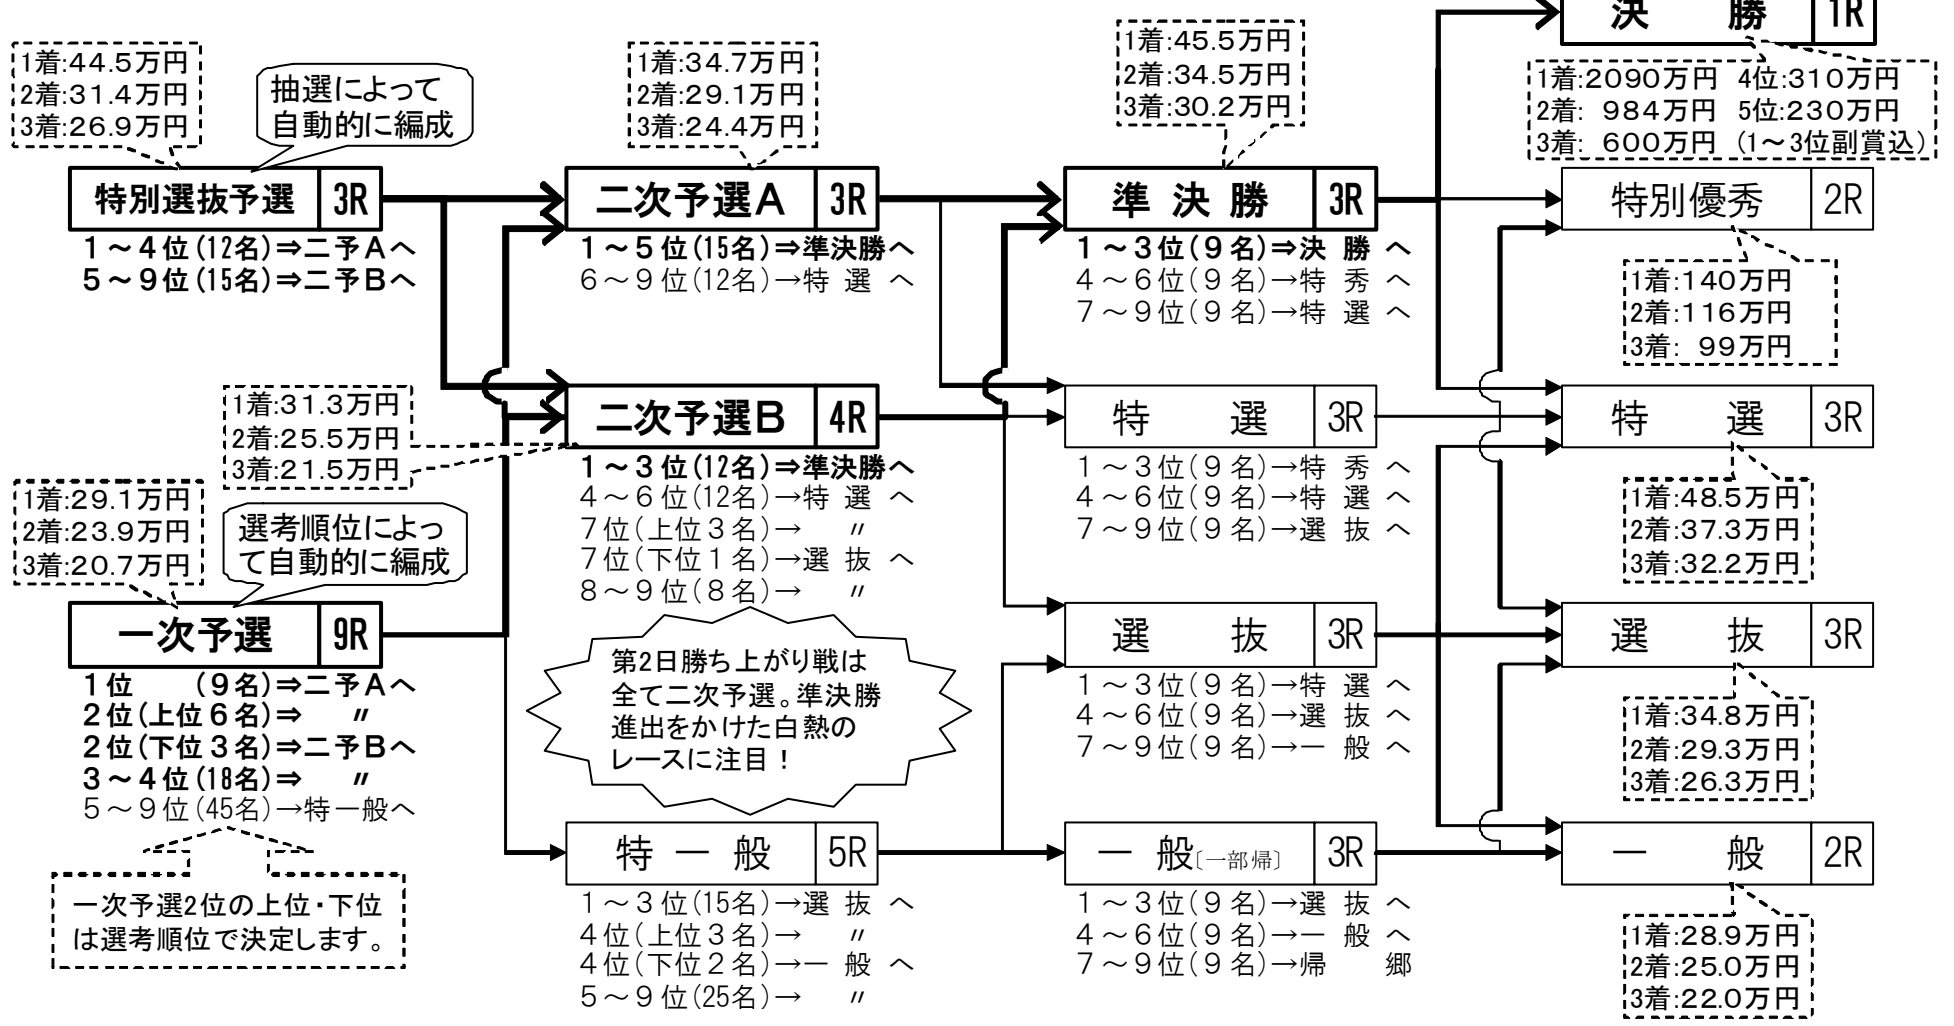 決 勝 1R
1着:2090万円 4位:310万円
2着: 984万円 5位:230万円
3着: 600万円 (1～3位副賞込)
1着:44.5万円
2着:31.4万円
3着:26.9万円
抽選によって
自動的に編成
特別選抜予選 3R
1～4位(12名)⇒二予Aへ
5～9位(15名)⇒二予Bへ
1着:29.1万円
2着:23.9万円
3着:20.7万円
選考順位によっ
て自動的に編成
一次予選 9R
1位 (9名)⇒二予Aへ
2位(上位6名)⇒ 〃
2位(下位3名)⇒二予Bへ
3～4位(18名)⇒ 〃
5～9位(45名)→特一般へ
一次予選2位の上位・下位
は選考順位で決定します。
1着:34.7万円
2着:29.1万円
3着:24.4万円
二次予選A 3R
1～5位(15名)⇒準決勝へ
6～9位(12名)→特 選 へ
1着:31.3万円
2着:25.5万円
3着:21.5万円
二次予選B 4R
1～3位(12名)⇒準決勝へ
4～6位(12名)→特 選 へ
7位(上位3名)→ 〃
7位(下位1名)→選 抜 へ
8～9位(8名)→ 〃
第2日勝ち上がり戦は
全て二次予選。準決勝
進出をかけた白熱の
レースに注目！
特 一 般 5R
1～3位(15名)→選 抜 へ
4位(上位3名)→ 〃
4位(下位2名)→一 般 へ
5～9位(25名)→ 〃
1着:45.5万円
2着:34.5万円
3着:30.2万円
準 決 勝 3R
1～3位(9名)⇒決 勝 へ
4～6位(9名)→特 秀 へ
7～9位(9名)→特 選 へ
特 選 3R
1～3位(9名)→特 秀 へ
4～6位(9名)→特 選 へ
7～9位(9名)→選 抜 へ
選 抜 3R
1～3位(9名)→特 選 へ
4～6位(9名)→選 抜 へ
7～9位(9名)→一 般 へ
一 般〔一部帰〕 3R
1～3位(9名)→選 抜 へ
4～6位(9名)→一 般 へ
7～9位(9名)→帰 郷
特別優秀 2R
1着:140万円
2着:116万円
3着: 99万円
特 選 3R
1着:48.5万円
2着:37.3万円
3着:32.2万円
選 抜 3R
1着:34.8万円
2着:29.3万円
3着:26.3万円
一 般 2R
1着:28.9万円
2着:25.0万円
3着:22.0万円